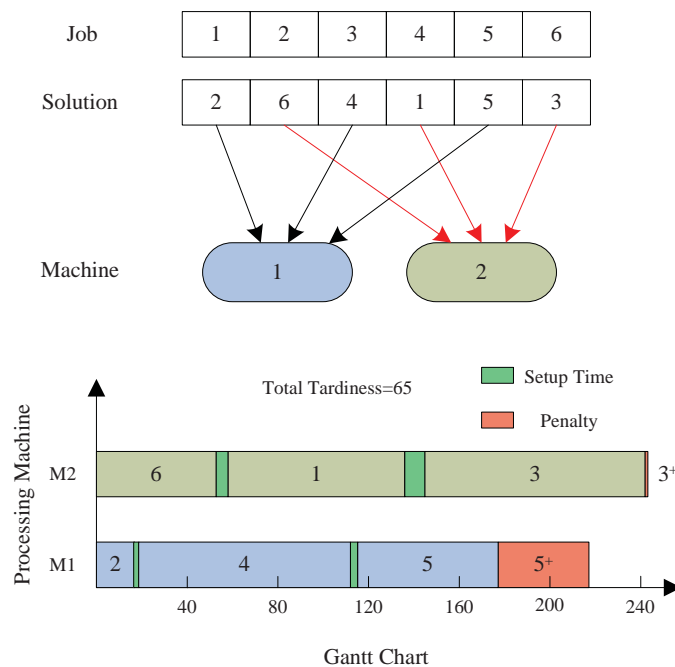 Job 1 2 3 4 5 6
Solution 2 6 4 1 5 3
Machine 1 2
Total Tardiness=65
Setup Time
Penalty
Processing Machine
M2 6 1 3 3+
M1 2 4 5 5+
40 80 120 160 200 240
Gantt Chart